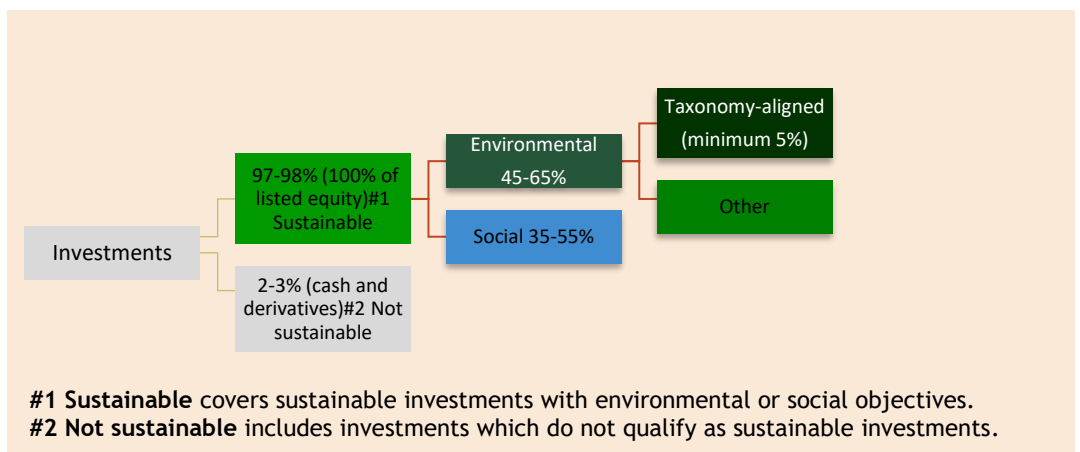 Investments
97-98% (100% of
listed equity)#1
Sustainable
2-3% (cash and
derivatives)#2 Not
sustainable
Environmental
45-65%
Social 35-55%
Taxonomy-aligned
(minimum 5%)
Other
#1 Sustainable covers sustainable investments with environmental or social objectives.
#2 Not sustainable includes investments which do not qualify as sustainable investments.